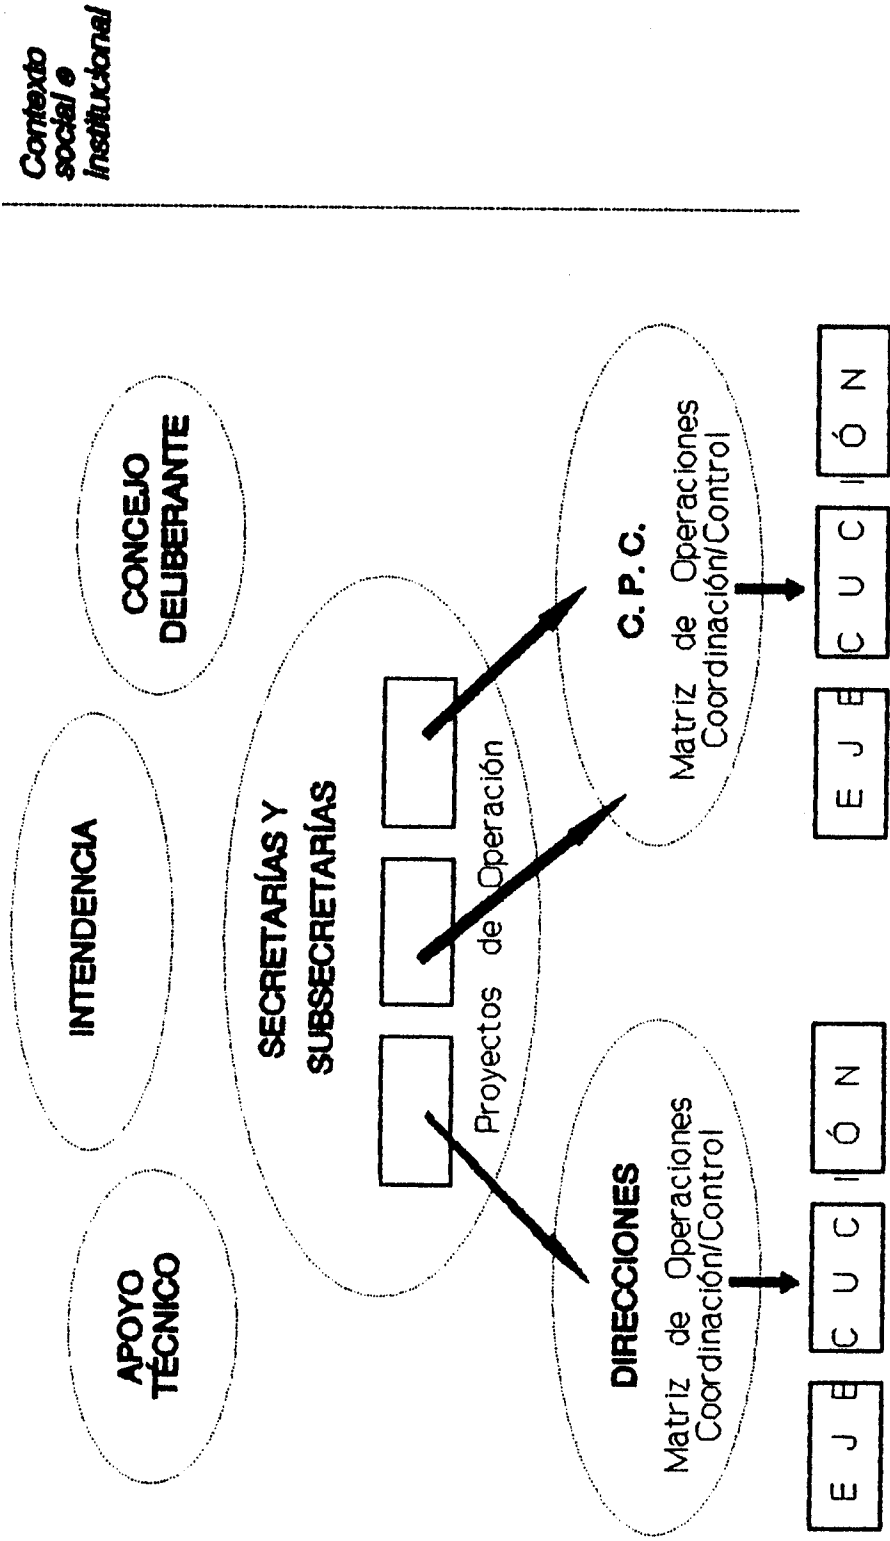 Contexto
social e
institucional
APOYO
TÉCNICO
INTENDENCIA
CONCEJO
DELIBERANTE
SECRETARÍAS Y
SUBSECRETARÍAS
Proyectos de Operación
DIRECCIONES
Matriz de Operaciones
Coordinación/Control
C. P. C.
Matriz de Operaciones
Coordinación/Control
E J E C U C I Ó N
E J E C U C I Ó N